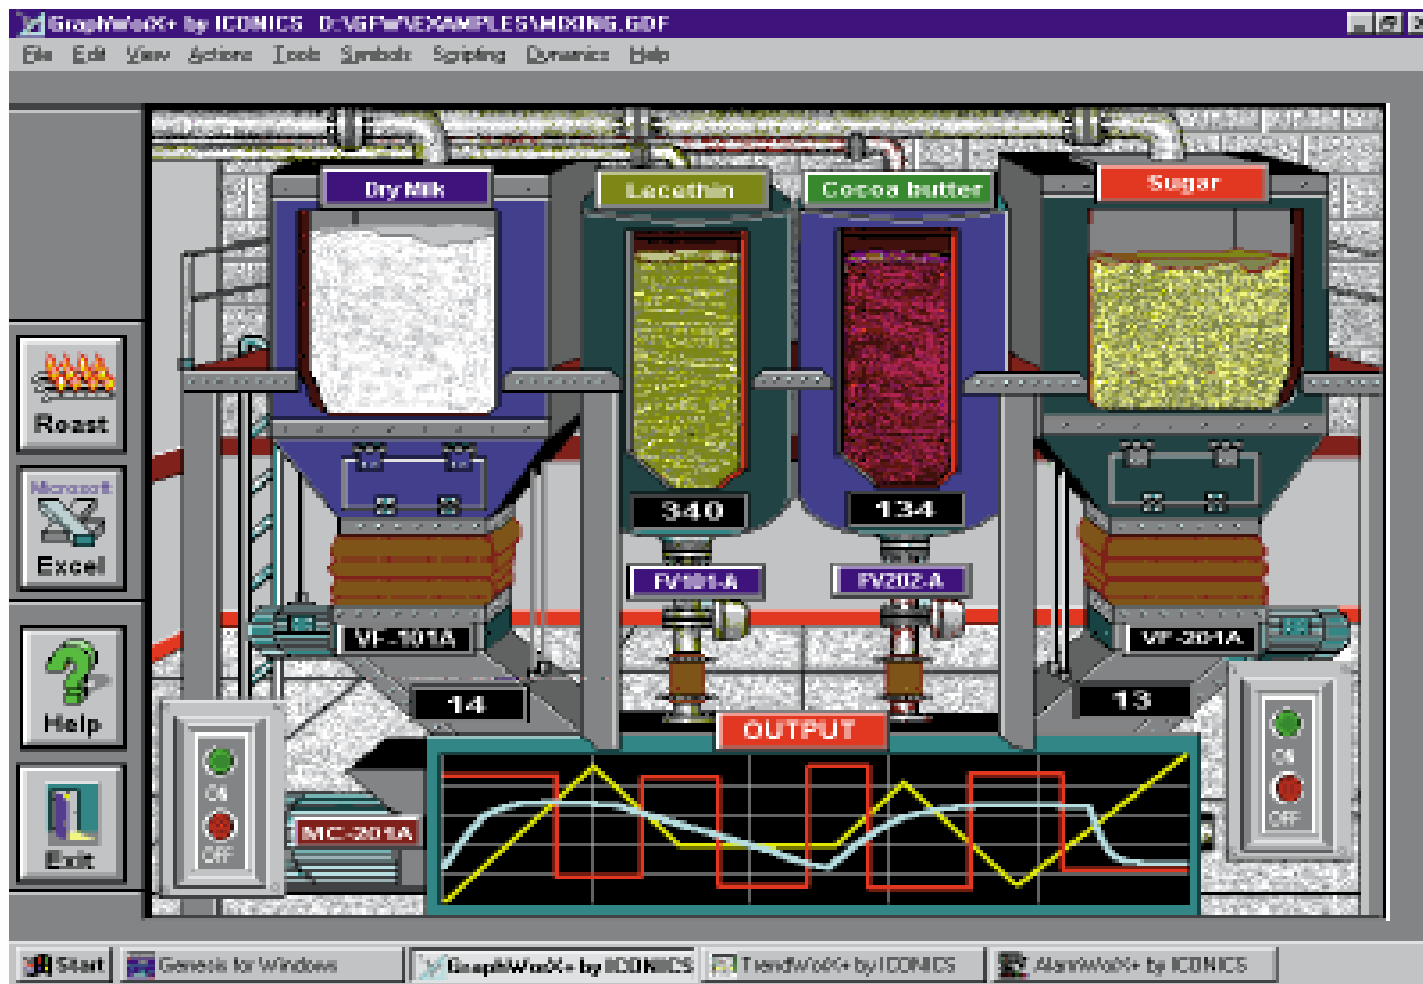 GraphWorX+ by ICONICS   D:\GFW\EXAMPLES\MIXING.GDF
File Edit View Actions Tools Symbols Scripting Dynamics Help
Dry Milk
Lecethin
Cocoa butter
Sugar
Roast
Microsoft
Excel
340
134
FV101-A
FV202-A
VF-101A
VF-201A
Help
14
13
OUTPUT
ON
OFF
ON
OFF
MC-201A
Exit
Start
Genesis for Windows
GraphWorX+ by ICONICS
TrendWorX+ by ICONICS
AlarmWorX+ by ICONICS